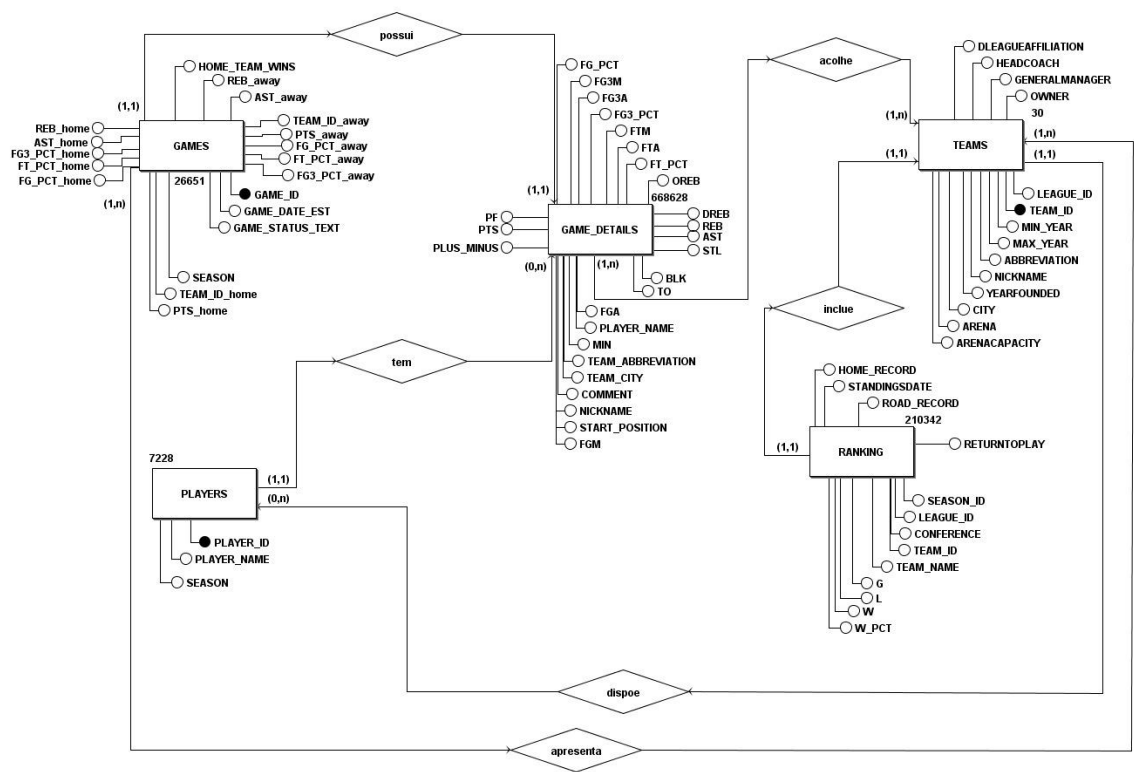 possui
acolhe
HOME_TEAM_WINS
REB_away
AST_away
(1,1)
REB_home
AST_home
FG3_PCT_home
FT_PCT_home
FG_PCT_home
GAMES
TEAM_ID_away
PTS_away
FG_PCT_away
FT_PCT_away
FG3_PCT_away
26651
(1,n)
GAME_ID
GAME_DATE_EST
GAME_STATUS_TEXT
SEASON
TEAM_ID_home
PTS_home
FG_PCT
FG3M
FG3A
FG3_PCT
FTM
FTA
FT_PCT
OREB
668628
(1,1)
PF
PTS
PLUS_MINUS
GAME_DETAILS
DREB
REB
AST
STL
(0,n)
(1,n)
BLK
TO
FGA
PLAYER_NAME
MIN
TEAM_ABBREVIATION
TEAM_CITY
COMMENT
NICKNAME
START_POSITION
FGM
DLEAGUEAFFILIATION
HEADCOACH
GENERALMANAGER
OWNER
30
(1,n)
(1,n)
TEAMS
(1,1)
(1,1)
LEAGUE_ID
TEAM_ID
MIN_YEAR
MAX_YEAR
ABBREVIATION
NICKNAME
YEARFOUNDED
CITY
ARENA
ARENACAPACITY
inclue
tem
HOME_RECORD
STANDINGSDATE
ROAD_RECORD
210342
(1,1)
RANKING
RETURNTOPLAY
SEASON_ID
LEAGUE_ID
CONFERENCE
TEAM_ID
TEAM_NAME
G
L
W
W_PCT
7228
PLAYERS
(1,1)
(0,n)
PLAYER_ID
PLAYER_NAME
SEASON
dispoe
apresenta